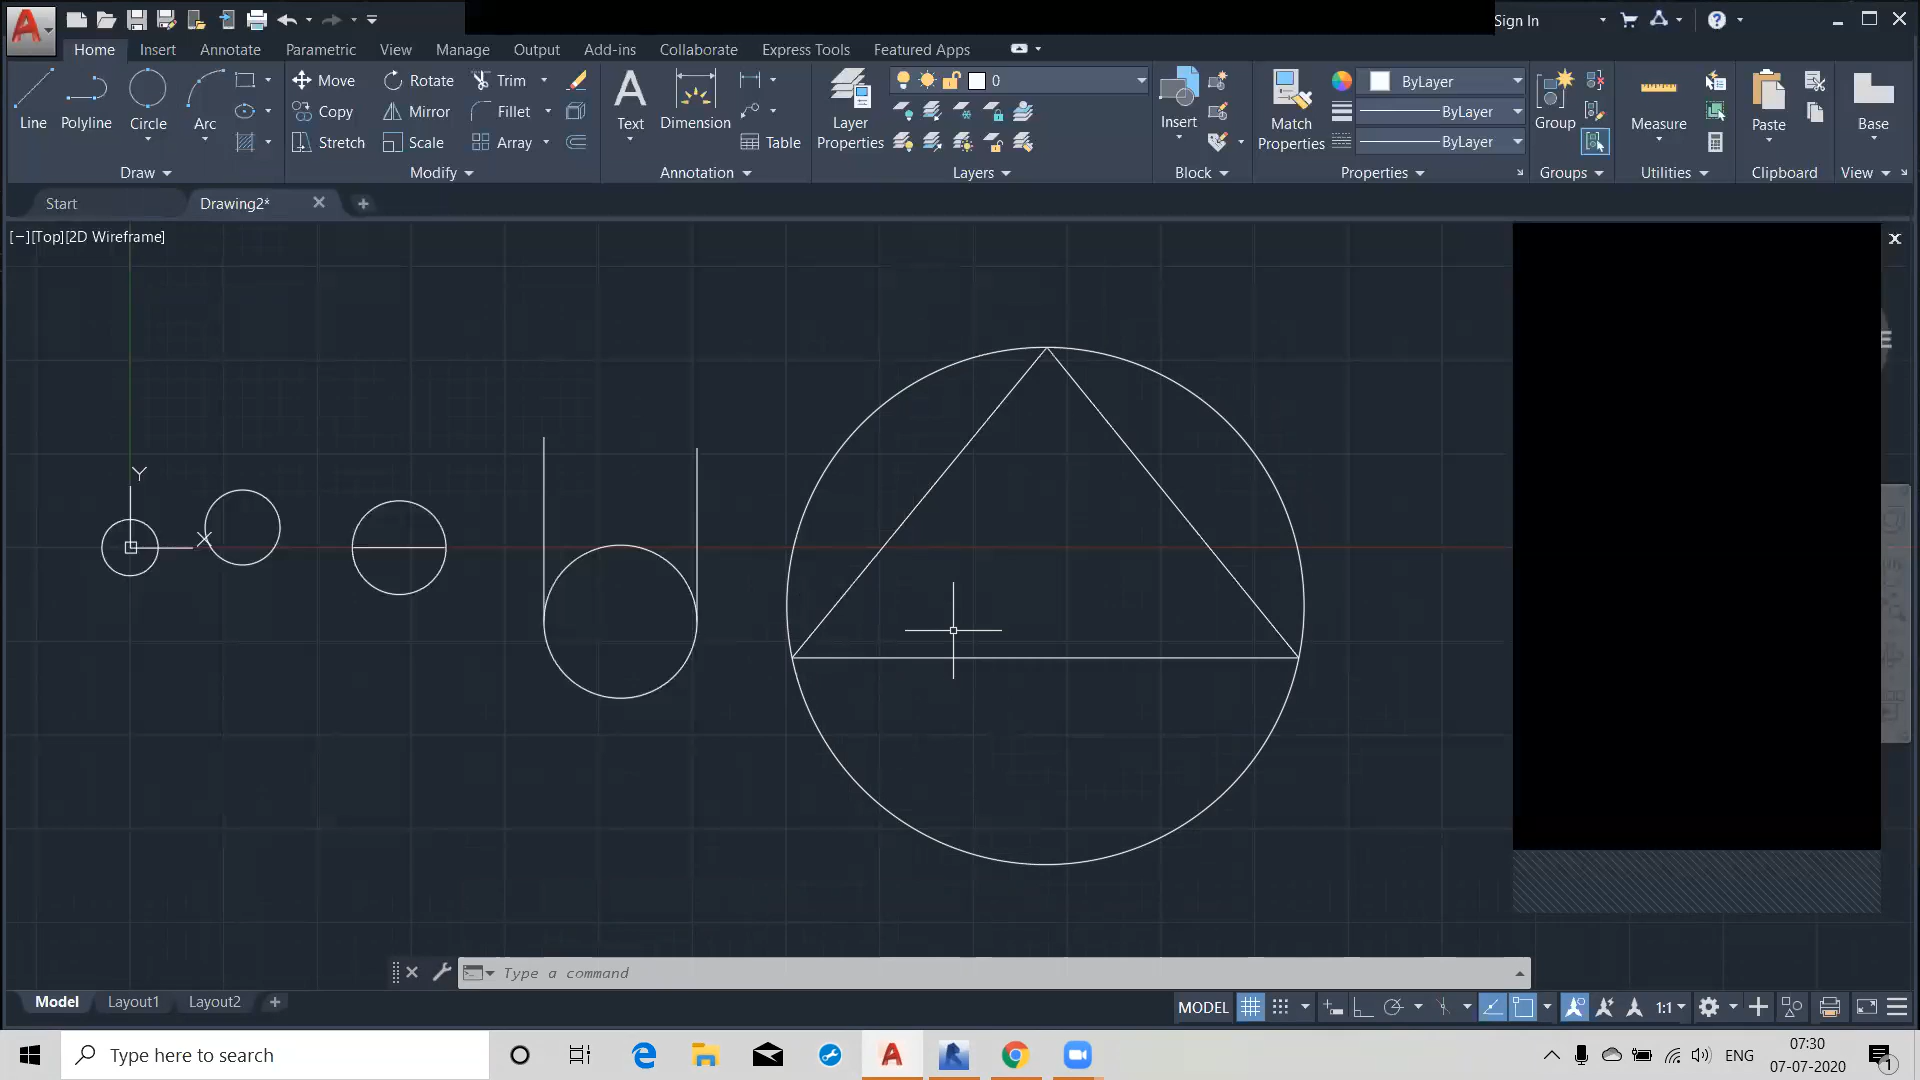 Sign In
Home Insert Annotate Parametric View Manage Output Add-ins Collaborate Express Tools Featured Apps
Move Rotate Trim 0 ByLayer
Line Polyline Circle Arc Copy Mirror Fillet Text Dimension Layer Properties Insert Match Properties ByLayer Group Measure Paste Base
Stretch Scale Array Table ByLayer
Draw Modify Annotation Layers Block Properties Groups Utilities Clipboard View
Start Drawing2*
[−][Top][2D Wireframe]
Y
X
Type a command
Model Layout1 Layout2 MODEL 1:1
Type here to search ENG 07:30
07-07-2020
1